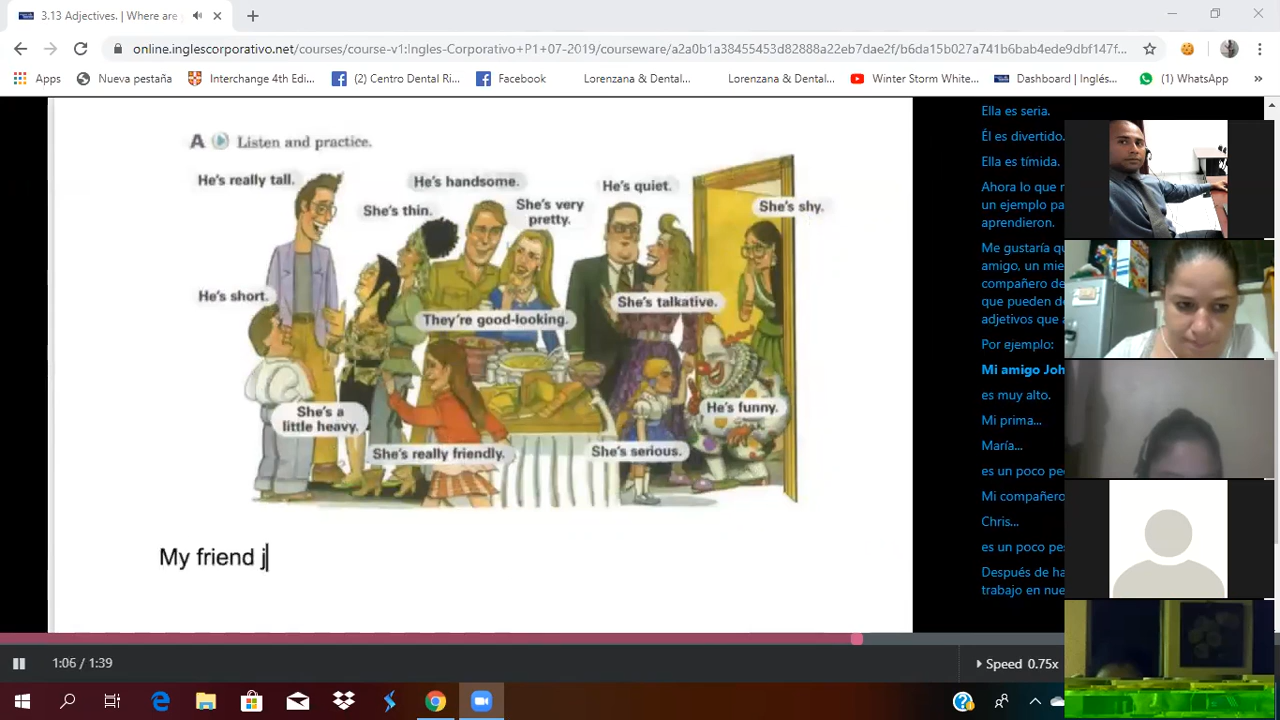 3.13 Adjectives. | Where are
online.inglescorporativo.net/courses/course-v1:Ingles-Corporativo+P1+07-2019/courseware/a2a0b1a38455453d82888a22eb7dae2f/b6da15b027a741b6bab4ede9dbf147f...
Apps Nueva pestaña Interchange 4th Edi... (2) Centro Dental Ri... Facebook Lorenzana & Dental... Lorenzana & Dental... Winter Storm White... Dashboard | Inglés... (1) WhatsApp »
A Listen and practice.
He's really tall.
He's handsome.
He's quiet.
She's thin.
She's very
pretty.
She's shy.
He's short.
They're good-looking.
She's talkative.
She's a
little heavy.
He's funny.
She's really friendly.
She's serious.
My friend j
Ella es seria.
Él es divertido.
Ella es tímida.
Ahora lo que
un ejemplo pa
aprendieron.
Me gustaría qu
amigo, un mie
compañero de
que pueden de
adjetivos que a
Por ejemplo:
Mi amigo Joh
es muy alto.
Mi prima...
María...
es un poco pe
Mi compañero
Chris...
es un poco pe
Después de ha
trabajo en nue
1:06 / 1:39
Speed 0.75x